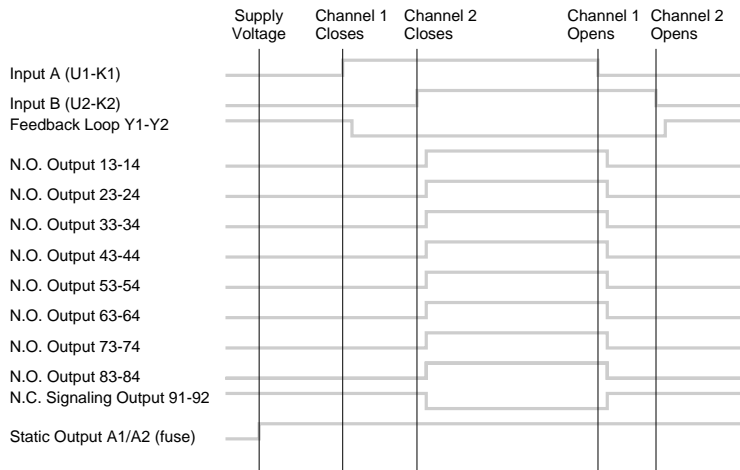 Supply Voltage
Channel 1 Closes
Channel 2 Closes
Channel 1 Opens
Channel 2 Opens
Input A (U1-K1)
Input B (U2-K2)
Feedback Loop Y1-Y2
N.O. Output 13-14
N.O. Output 23-24
N.O. Output 33-34
N.O. Output 43-44
N.O. Output 53-54
N.O. Output 63-64
N.O. Output 73-74
N.O. Output 83-84
N.C. Signaling Output 91-92
Static Output A1/A2 (fuse)